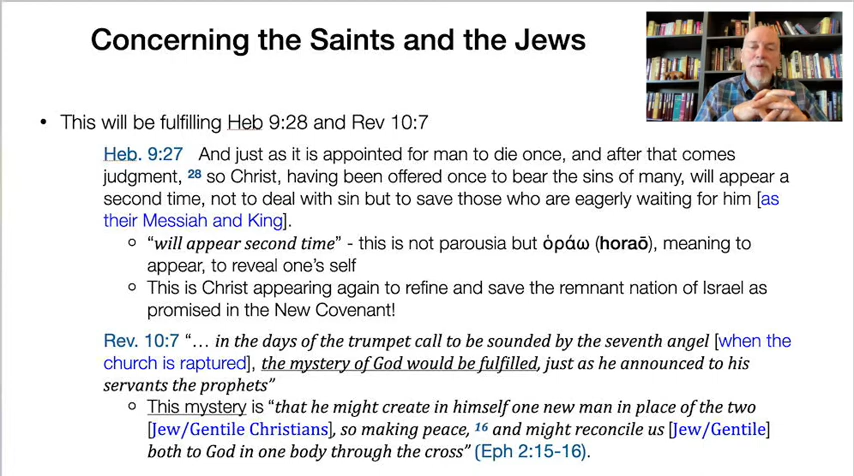 Concerning the Saints and the Jews
• This will be fulfilling Heb 9:28 and Rev 10:7
Heb. 9:27 And just as it is appointed for man to die once, and after that comes
judgment, 28 so Christ, having been offered once to bear the sins of many, will appear a
second time, not to deal with sin but to save those who are eagerly waiting for him [as
their Messiah and King].
○ “will appear second time” - this is not parousia but ὁράω (horaō), meaning to
appear, to reveal one’s self
○ This is Christ appearing again to refine and save the remnant nation of Israel as
promised in the New Covenant!
Rev. 10:7 “… in the days of the trumpet call to be sounded by the seventh angel [when the
church is raptured], the mystery of God would be fulfilled, just as he announced to his
servants the prophets”
○ This mystery is “that he might create in himself one new man in place of the two
[Jew/Gentile Christians], so making peace, 16 and might reconcile us [Jew/Gentile]
both to God in one body through the cross” (Eph 2:15-16).